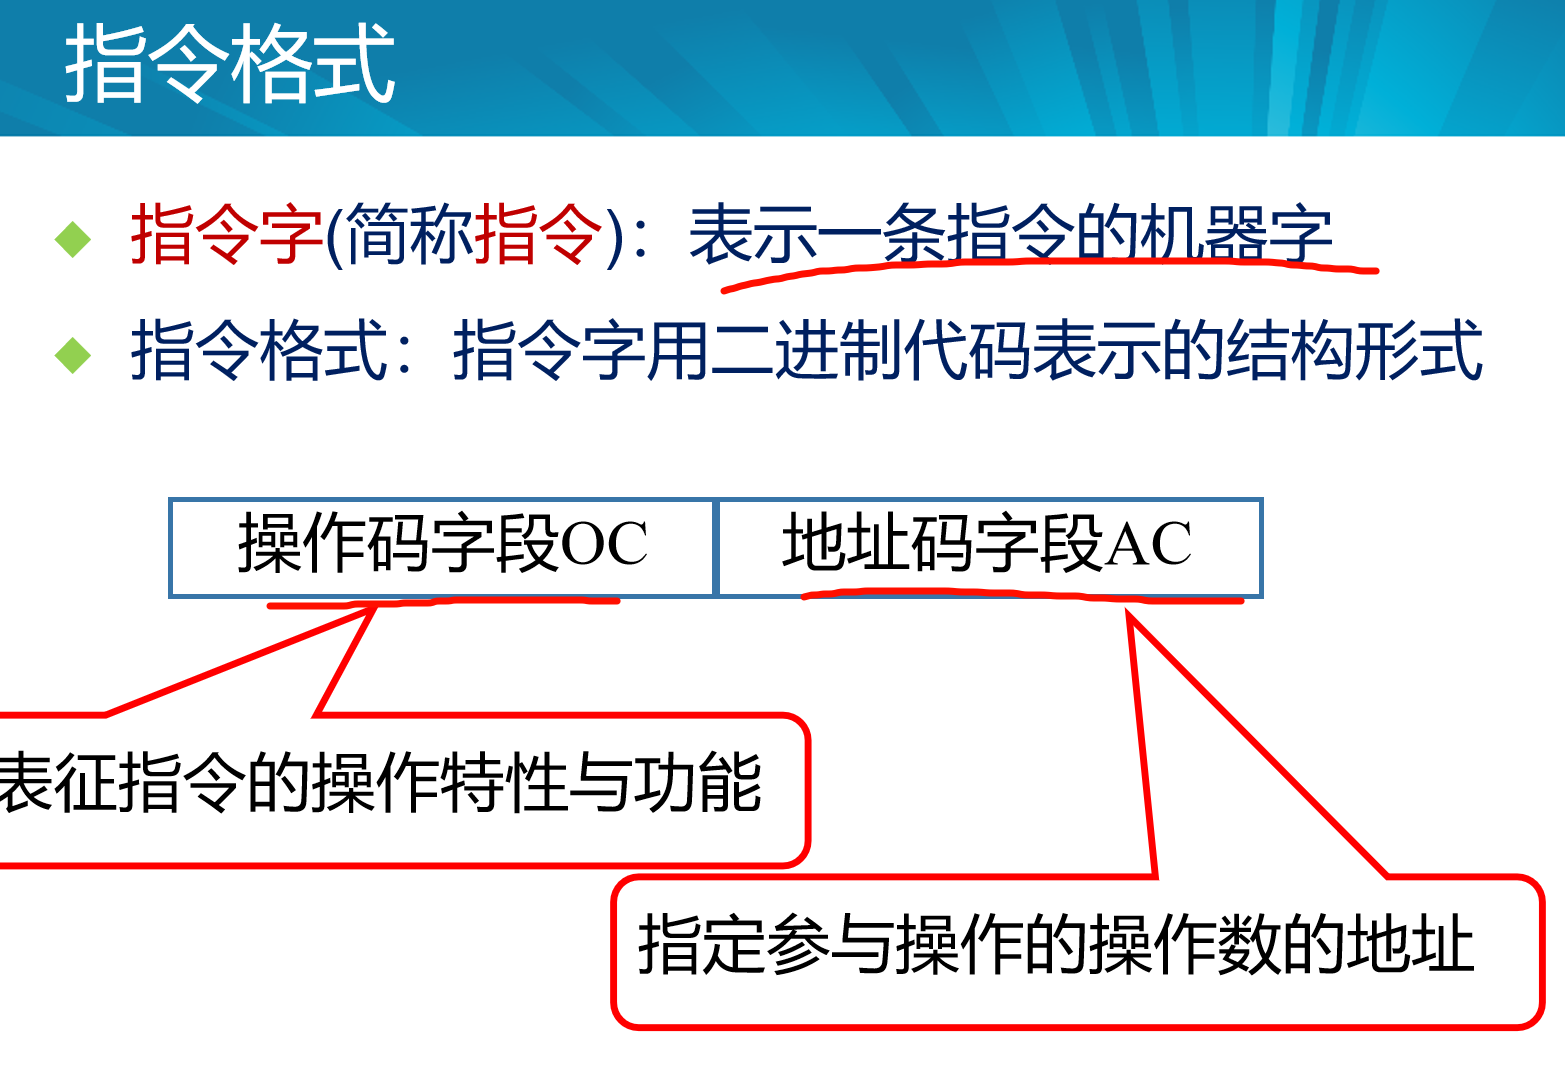 指令格式
指令字(简称指令)：表示一条指令的机器字
指令格式：指令字用二进制代码表示的结构形式
操作码字段OC
地址码字段AC
表征指令的操作特性与功能
指定参与操作的操作数的地址